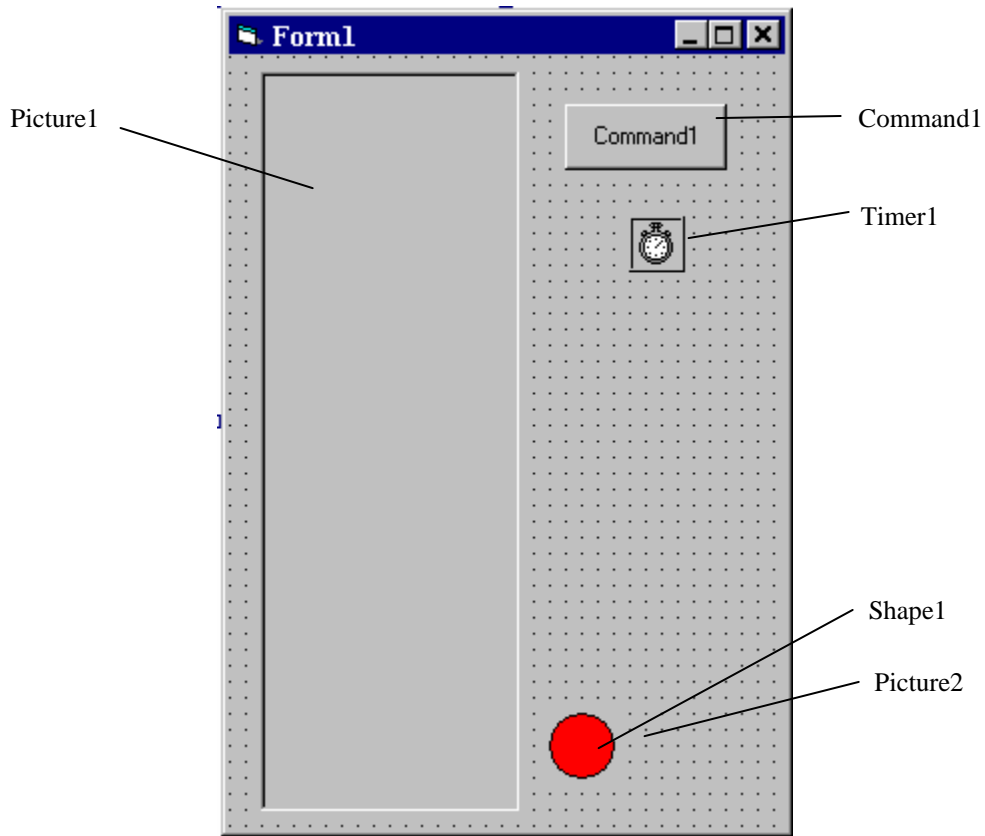 Form1
Picture1
Command1
Command1
Timer1
Shape1
Picture2